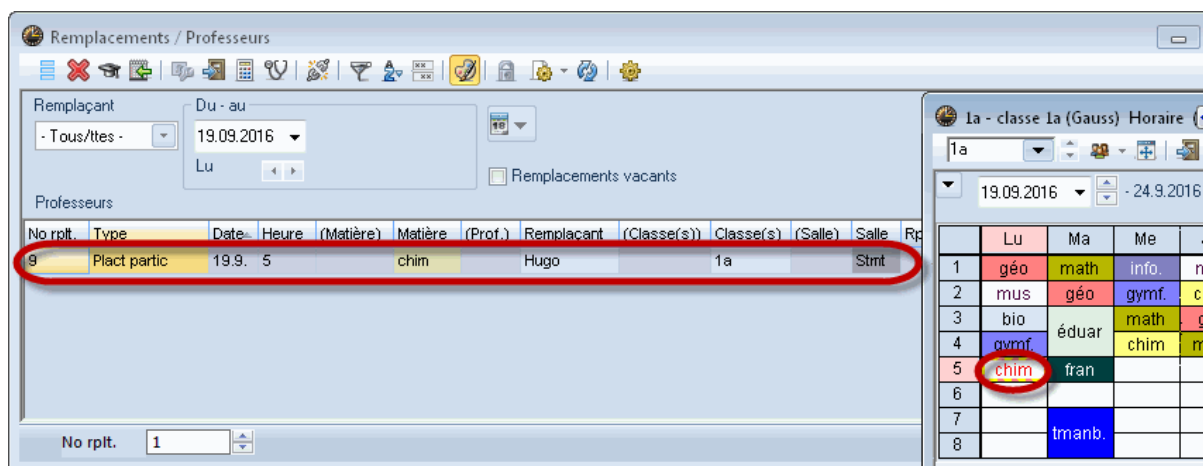 Remplacements / Professeurs
Remplaçant
Du - au
- Tous/ttes -
19.09.2016
Lu
Remplacements vacants
Professeurs
No rplt. Type Date Heure (Matière) Matière (Prof.) Remplaçant (Classe(s)) Classe(s) (Salle) Salle
9 Plact partic 19.9. 5 chim Hugo 1a Stmt
No rplt. 1
1a - classe 1a (Gauss) Horaire
1a
19.09.2016 - 24.9.2016
Lu Ma Me
1 géo math info.
2 mus géo gymf.
3 bio éduar math
4 gymf. chim
5 chim fran
6
7 tmanb.
8